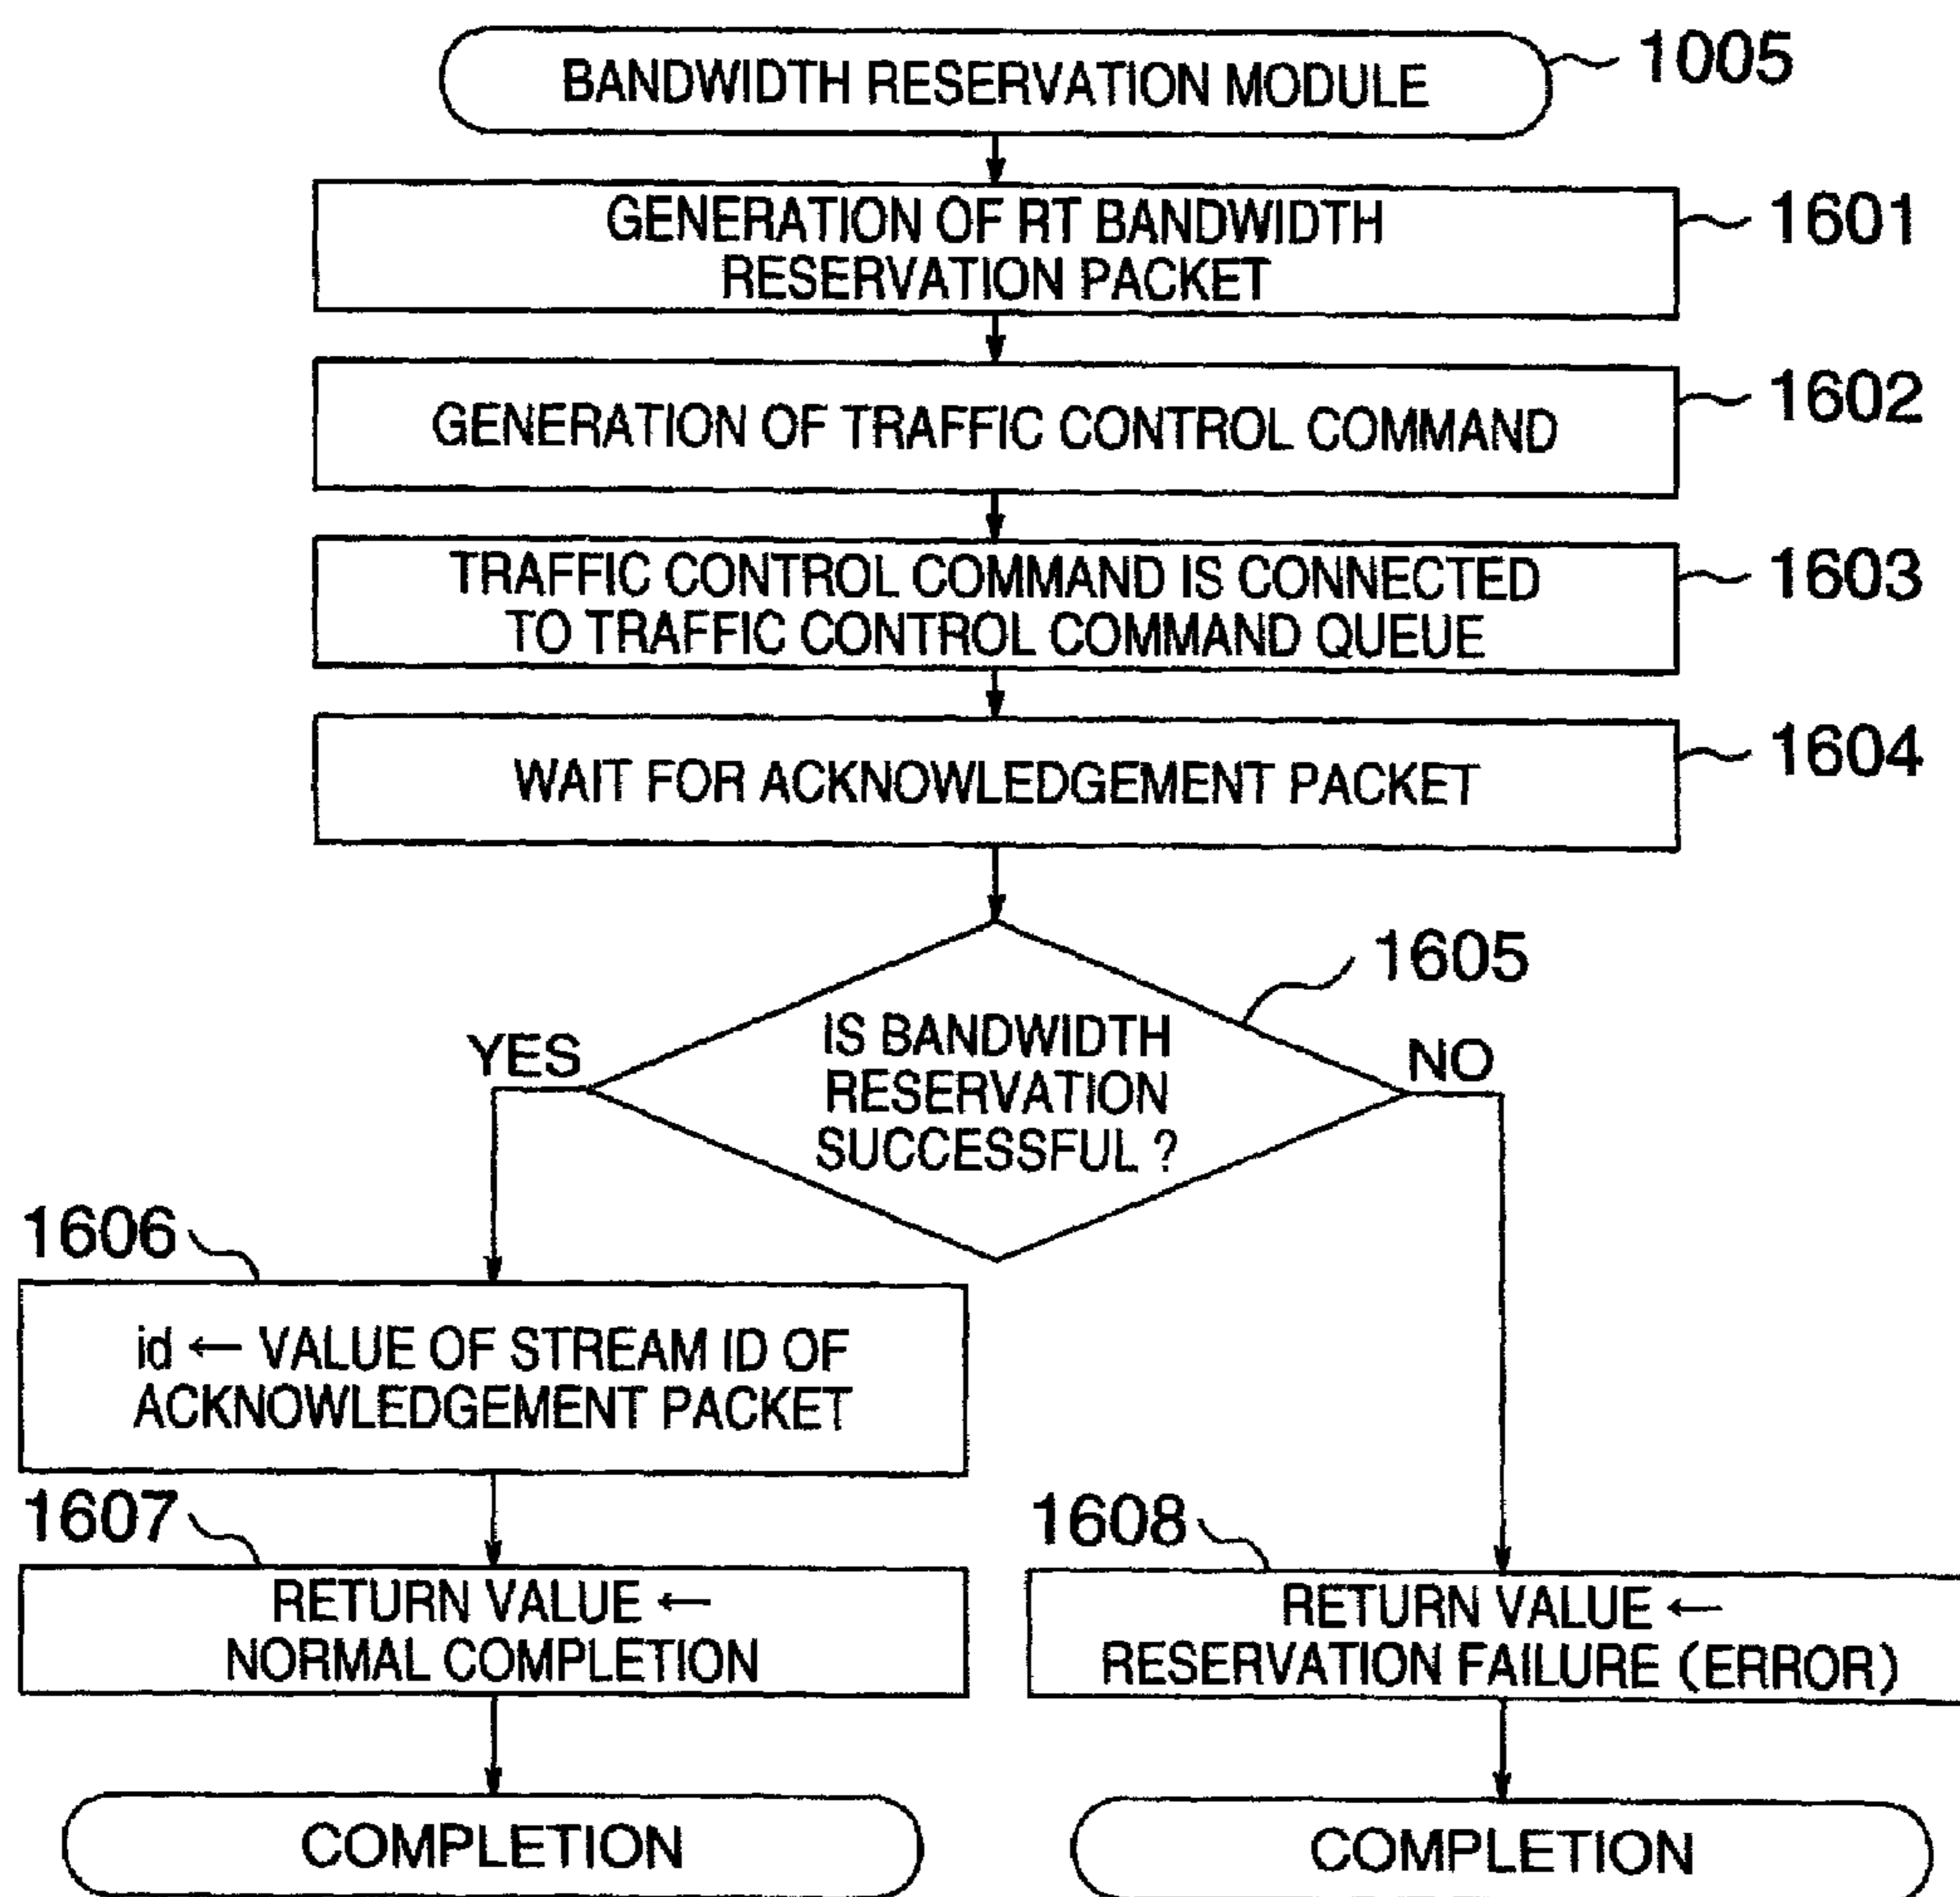 BANDWIDTH RESERVATION MODULE
1005
GENERATION OF RT BANDWIDTH
RESERVATION PACKET
1601
GENERATION OF TRAFFIC CONTROL COMMAND
1602
TRAFFIC CONTROL COMMAND IS CONNECTED
TO TRAFFIC CONTROL COMMAND QUEUE
1603
WAIT FOR ACKNOWLEDGEMENT PACKET
1604
1605
IS BANDWIDTH
RESERVATION
SUCCESSFUL ?
YES
NO
1606
id ← VALUE OF STREAM ID OF
ACKNOWLEDGEMENT PACKET
1607
RETURN VALUE ←
NORMAL COMPLETION
1608
RETURN VALUE ←
RESERVATION FAILURE (ERROR)
COMPLETION
COMPLETION